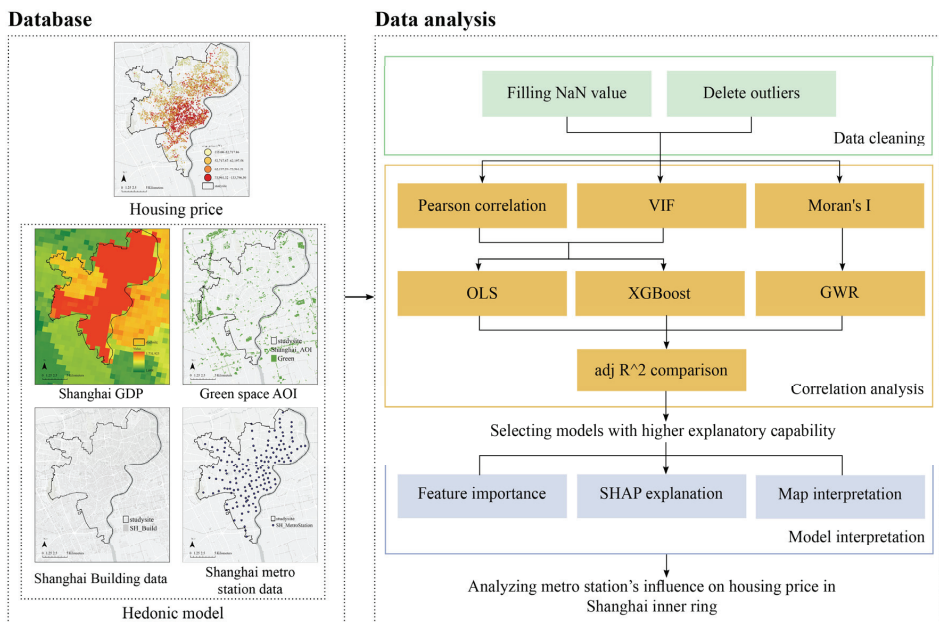 Database
Housing price
Shanghai GDP
studysite
Shanghai_AOI
Green
Green space AOI
studysite
SH_Build
Shanghai Building data
studysite
SH_MetroStation
Shanghai metro
station data
Hedonic model
Data analysis
Filling NaN value
Delete outliers
Data cleaning
Pearson correlation
VIF
Moran's I
OLS
XGBoost
GWR
adj R^2 comparison
Correlation analysis
Selecting models with higher explanatory capability
Feature importance
SHAP explanation
Map interpretation
Model interpretation
Analyzing metro station's influence on housing price in
Shanghai inner ring